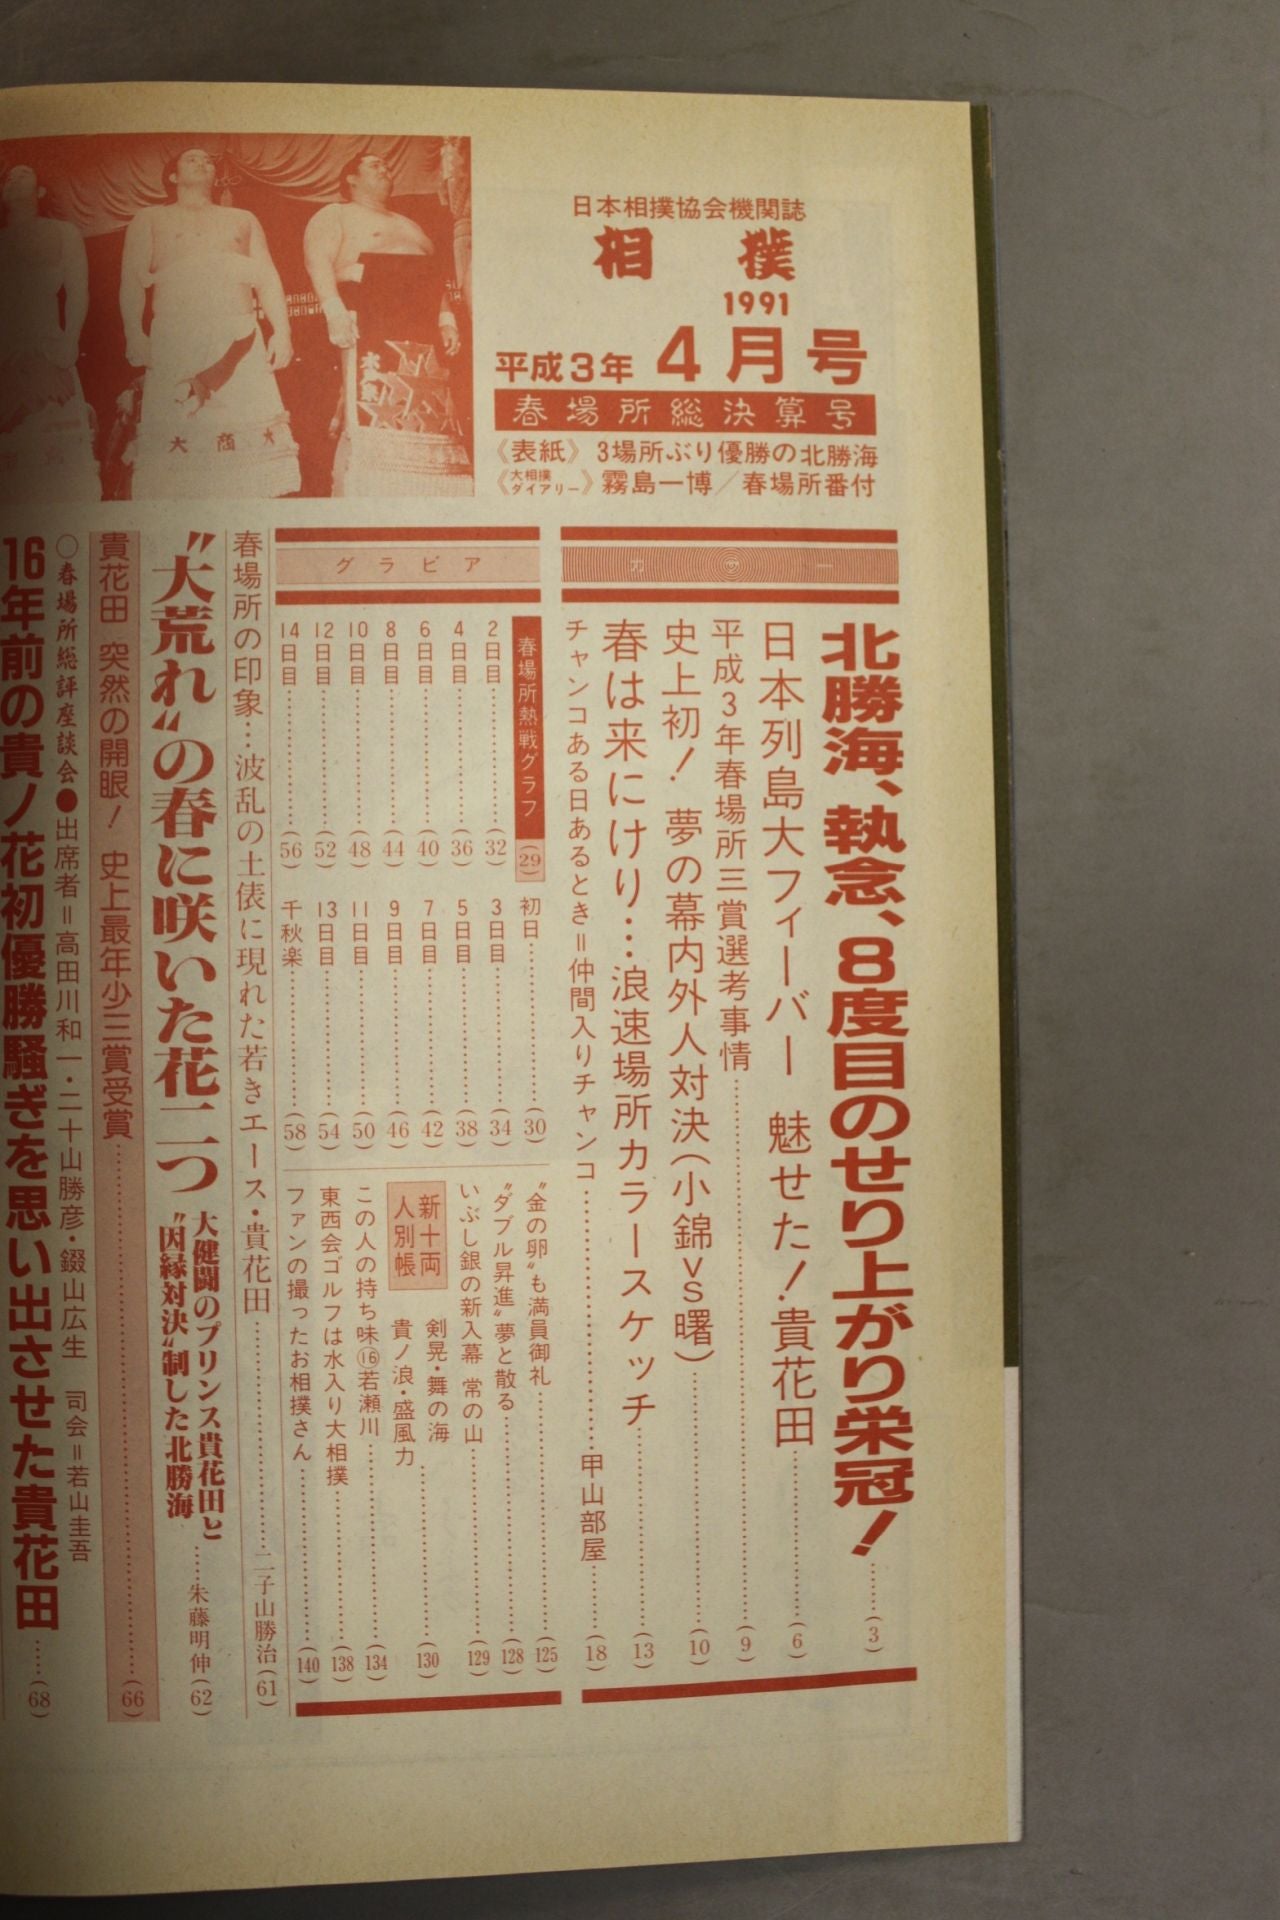 日本相撲協会機関誌
相撲
1991
平成3年 4月号
春場所総決算号
《表紙》3場所ぶり優勝の北勝海
《大相撲ダイアリー》霧島一博／春場所番付
大商大
カラー
北勝海、執念、8度目のせり上がり栄冠！……(3)
日本列島大フィーバー 魅せた！貴花田……(6)
平成3年春場所三賞選考事情……(9)
史上初！夢の幕内外人対決(小錦vs曙)……(10)
春は来にけり…浪速場所カラースケッチ……(13)
チャンコある日あるとき＝仲間入りチャンコ……甲山部屋……(18)
グラビア
春場所熱戦グラフ(29)
初日……(30)
2日目……(32)
3日目……(34)
4日目……(36)
5日目……(38)
6日目……(40)
7日目……(42)
8日目……(44)
9日目……(46)
10日目……(48)
11日目……(50)
12日目……(52)
13日目……(54)
14日目……(56)
千秋楽……(58)
〝金の卵〟も満員御礼……(125)
〝ダブル昇進〟夢と散る……(128)
いぶし銀の新入幕 常の山……(129)
新十両人別帳
剣晃・舞の海
貴ノ浪・盛風力……(130)
この人の持ち味⑯若瀬川……(134)
東西会ゴルフは水入り大相撲……(138)
ファンの撮ったお相撲さん……(140)
春場所の印象…波乱の土俵に現れた若きエース・貴花田……二子山勝治(61)
〝大荒れ〟の春に咲いた花二つ
大健闘のプリンス貴花田と
〝因縁対決〟制した北勝海……朱藤明伸(62)
貴花田 突然の開眼！ 史上最年少三賞受賞……(66)
○春場所総評座談会●出席者＝高田川和一・二十山勝彦・錣山広生 司会＝若山圭吾
16年前の貴ノ花初優勝騒ぎを思い出させた貴花田……(68)